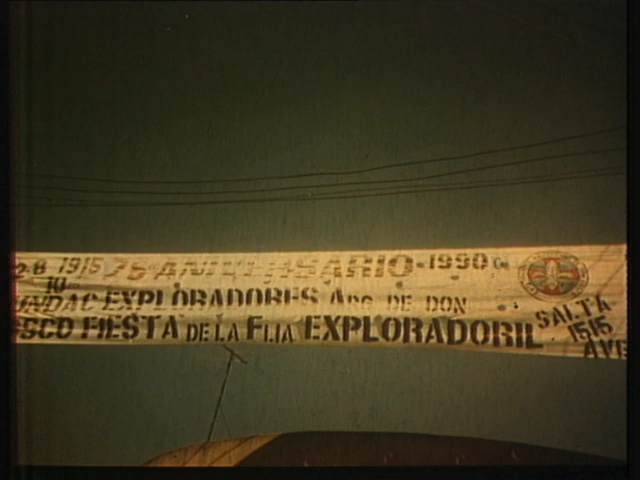 2-8 1915 75 ANIVERSARIO 1990
10
UNDAC EXPLORADORES ARG. DE DON
SCO FIESTA DE LA FLIA EXPLORADORIL
SALTA
1515
AVE